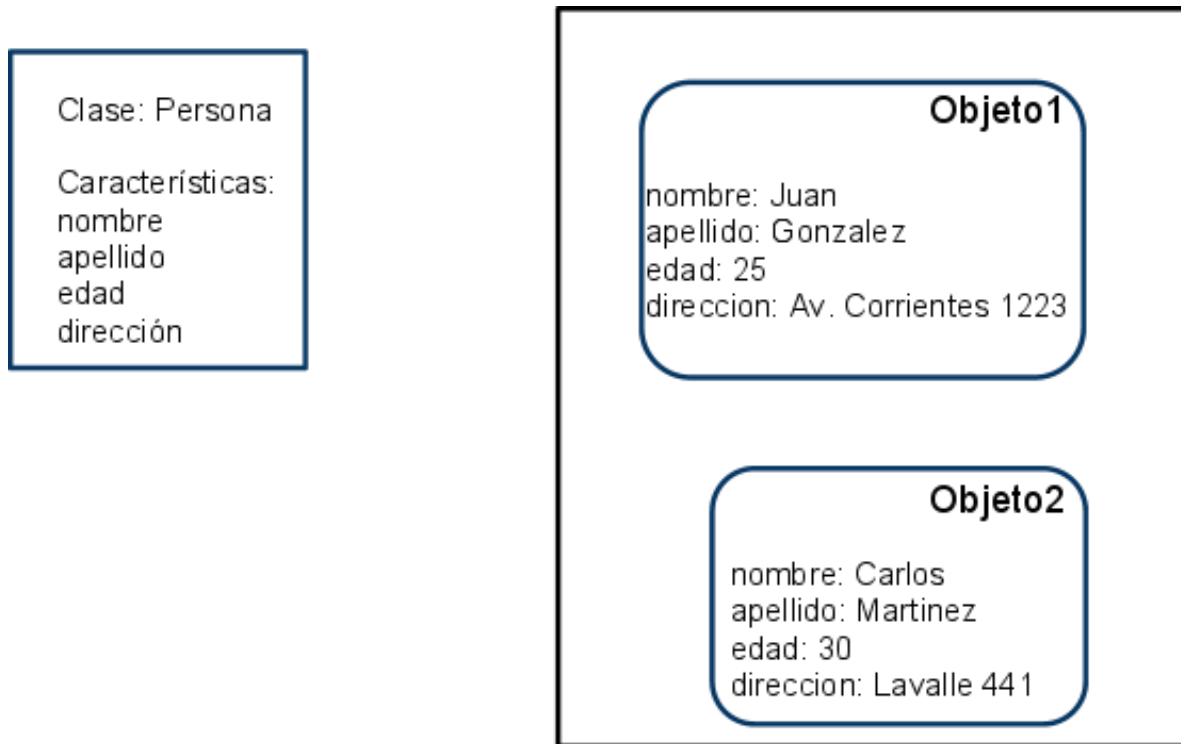 Clase: Persona
Características:
nombre
apellido
edad
dirección
Objeto1
nombre: Juan
apellido: Gonzalez
edad: 25
direccion: Av. Corrientes 1223
Objeto2
nombre: Carlos
apellido: Martinez
edad: 30
direccion: Lavalle 441